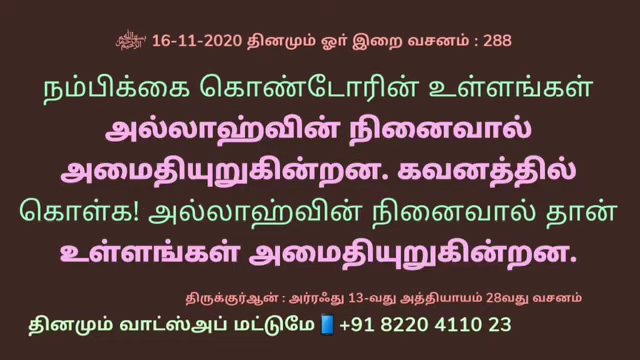 ﷽ 16-11-2020 தினமும் ஓர் இறை வசனம் : 288
நம்பிக்கை கொண்டோரின் உள்ளங்கள்
அல்லாஹ்வின் நினைவால்
அமைதியுறுகின்றன. கவனத்தில்
கொள்க! அல்லாஹ்வின் நினைவால் தான்
உள்ளங்கள் அமைதியுறுகின்றன.
திருக்குர்ஆன் : அர்ரஃது 13-வது அத்தியாயம் 28வது வசனம்
தினமும் வாட்ஸ்அப் மட்டுமே📱+91 8220 4110 23